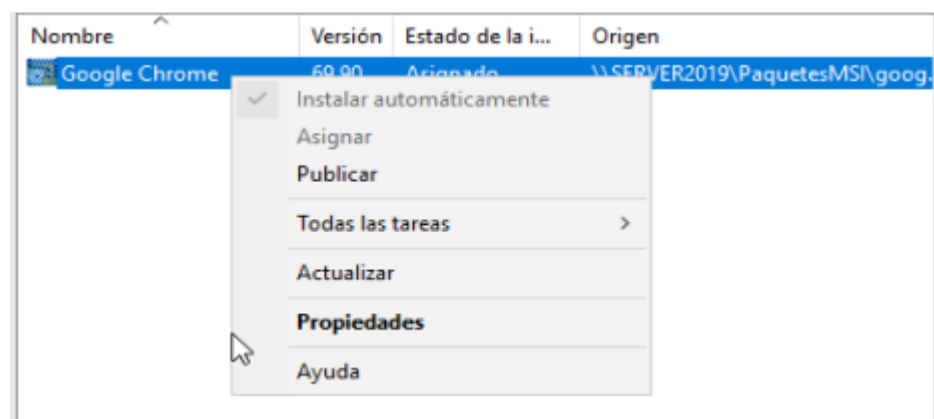 Nombre Versión Estado de la i... Origen
Google Chrome 69.90 Asignado \\SERVER2019\PaquetesMSI\goog.
Instalar automáticamente
Asignar
Publicar
Todas las tareas
Actualizar
Propiedades
Ayuda